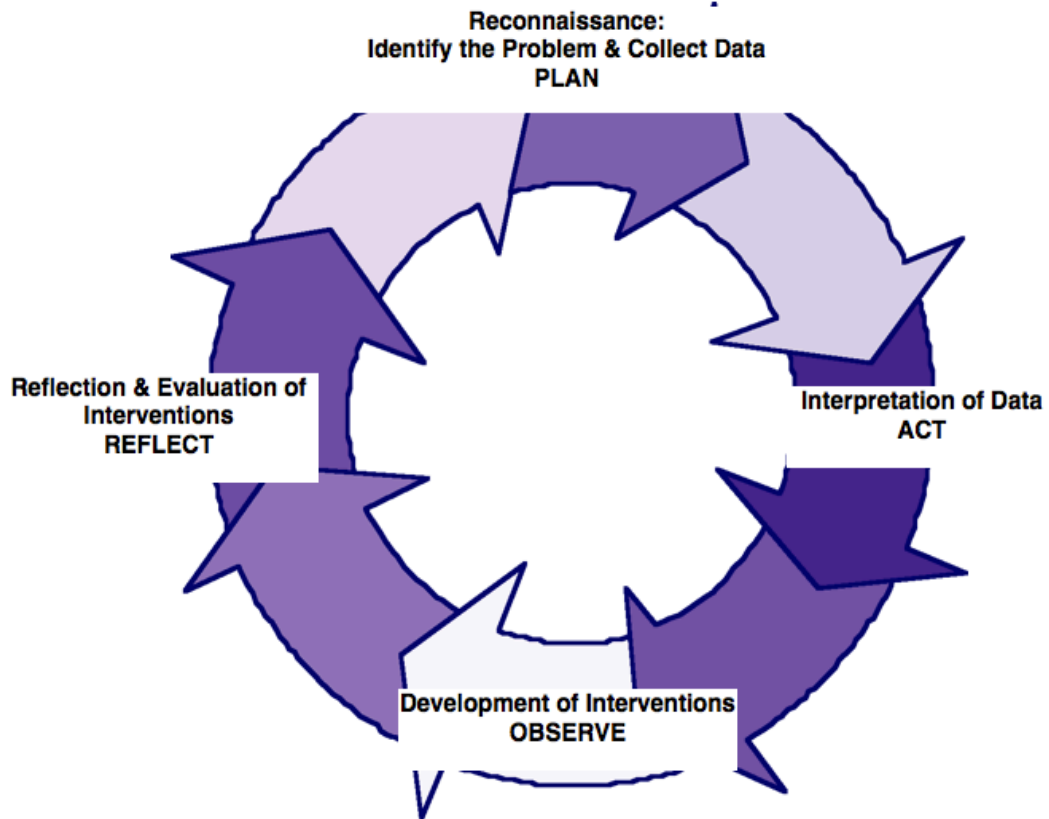 Reconnaissance:
Identify the Problem & Collect Data
PLAN
Interpretation of Data
ACT
Development of Interventions
OBSERVE
Reflection & Evaluation of
Interventions
REFLECT